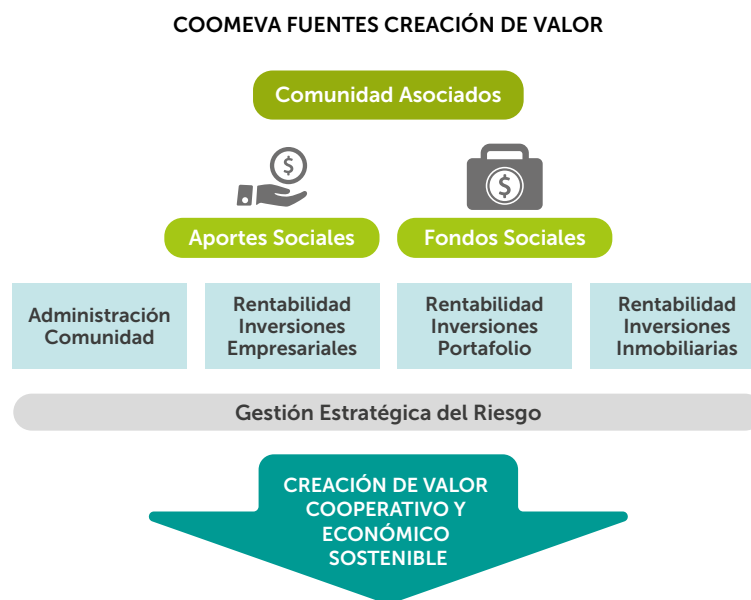 COOMEVA FUENTES CREACIÓN DE VALOR
Comunidad Asociados
$
$
Aportes Sociales
Fondos Sociales
Administración
Comunidad
Rentabilidad
Inversiones
Empresariales
Rentabilidad
Inversiones
Portafolio
Rentabilidad
Inversiones
Inmobiliarias
Gestión Estratégica del Riesgo
CREACIÓN DE VALOR
COOPERATIVO Y
ECONÓMICO
SOSTENIBLE